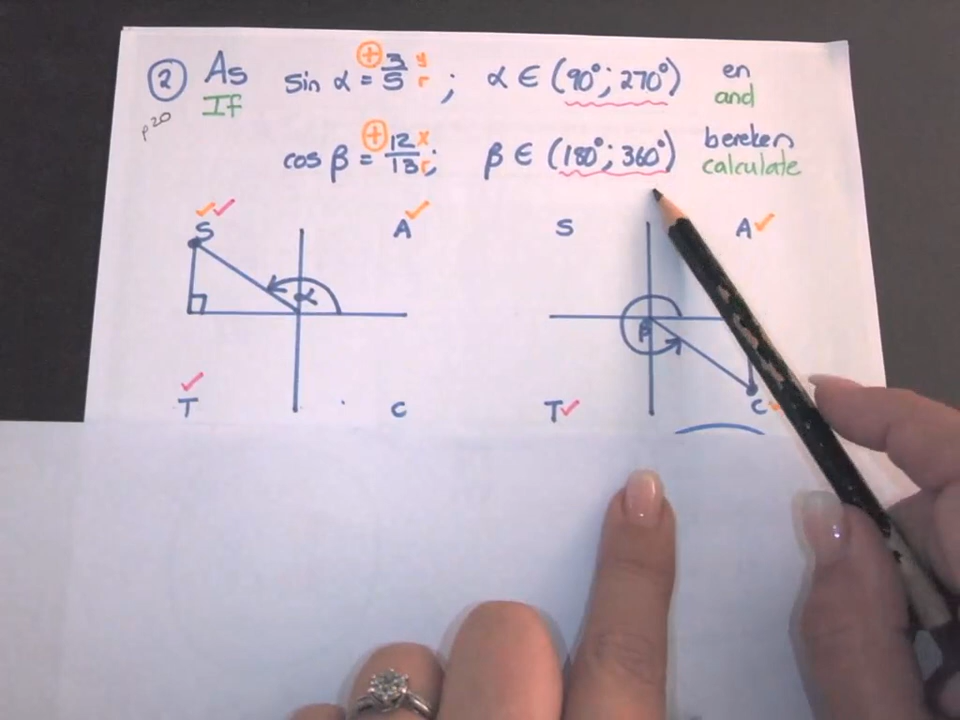 ② As sin α = ⊕3/5 y/r ; α ∈ (90°; 270°) en
If and
p20
cos β = ⊕12/13 x/r ; β ∈ (180°; 360°) bereken
calculate
S A
α
T C
S A
β
T C